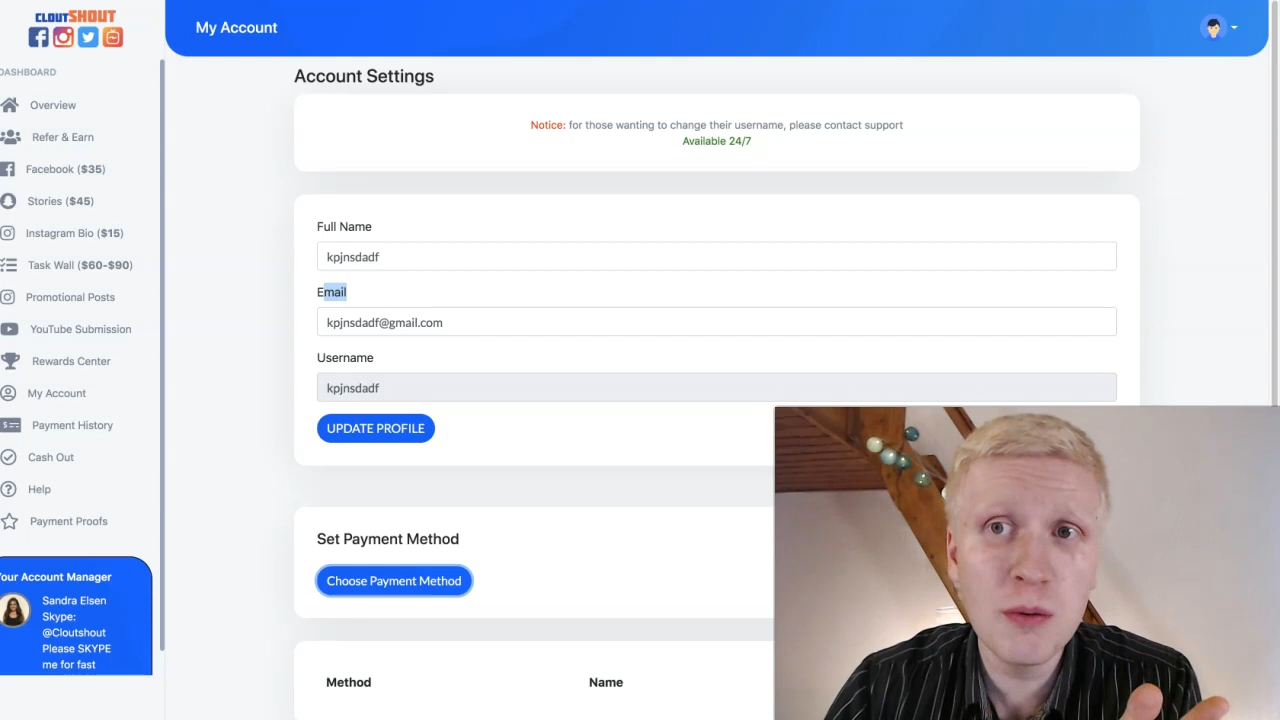 CLOUTSHOUT
DASHBOARD
Overview
Refer & Earn
Facebook ($35)
Stories ($45)
Instagram Bio ($15)
Task Wall ($60-$90)
Promotional Posts
YouTube Submission
Rewards Center
My Account
Payment History
Cash Out
Help
Payment Proofs
Your Account Manager
Sandra Elsen
Skype:
@Cloutshout
Please SKYPE
me for fast
My Account
Account Settings
Notice: for those wanting to change their username, please contact support
Available 24/7
Full Name
kpjnsdadf
Email
kpjnsdadf@gmail.com
Username
kpjnsdadf
UPDATE PROFILE
Set Payment Method
Choose Payment Method
Method Name